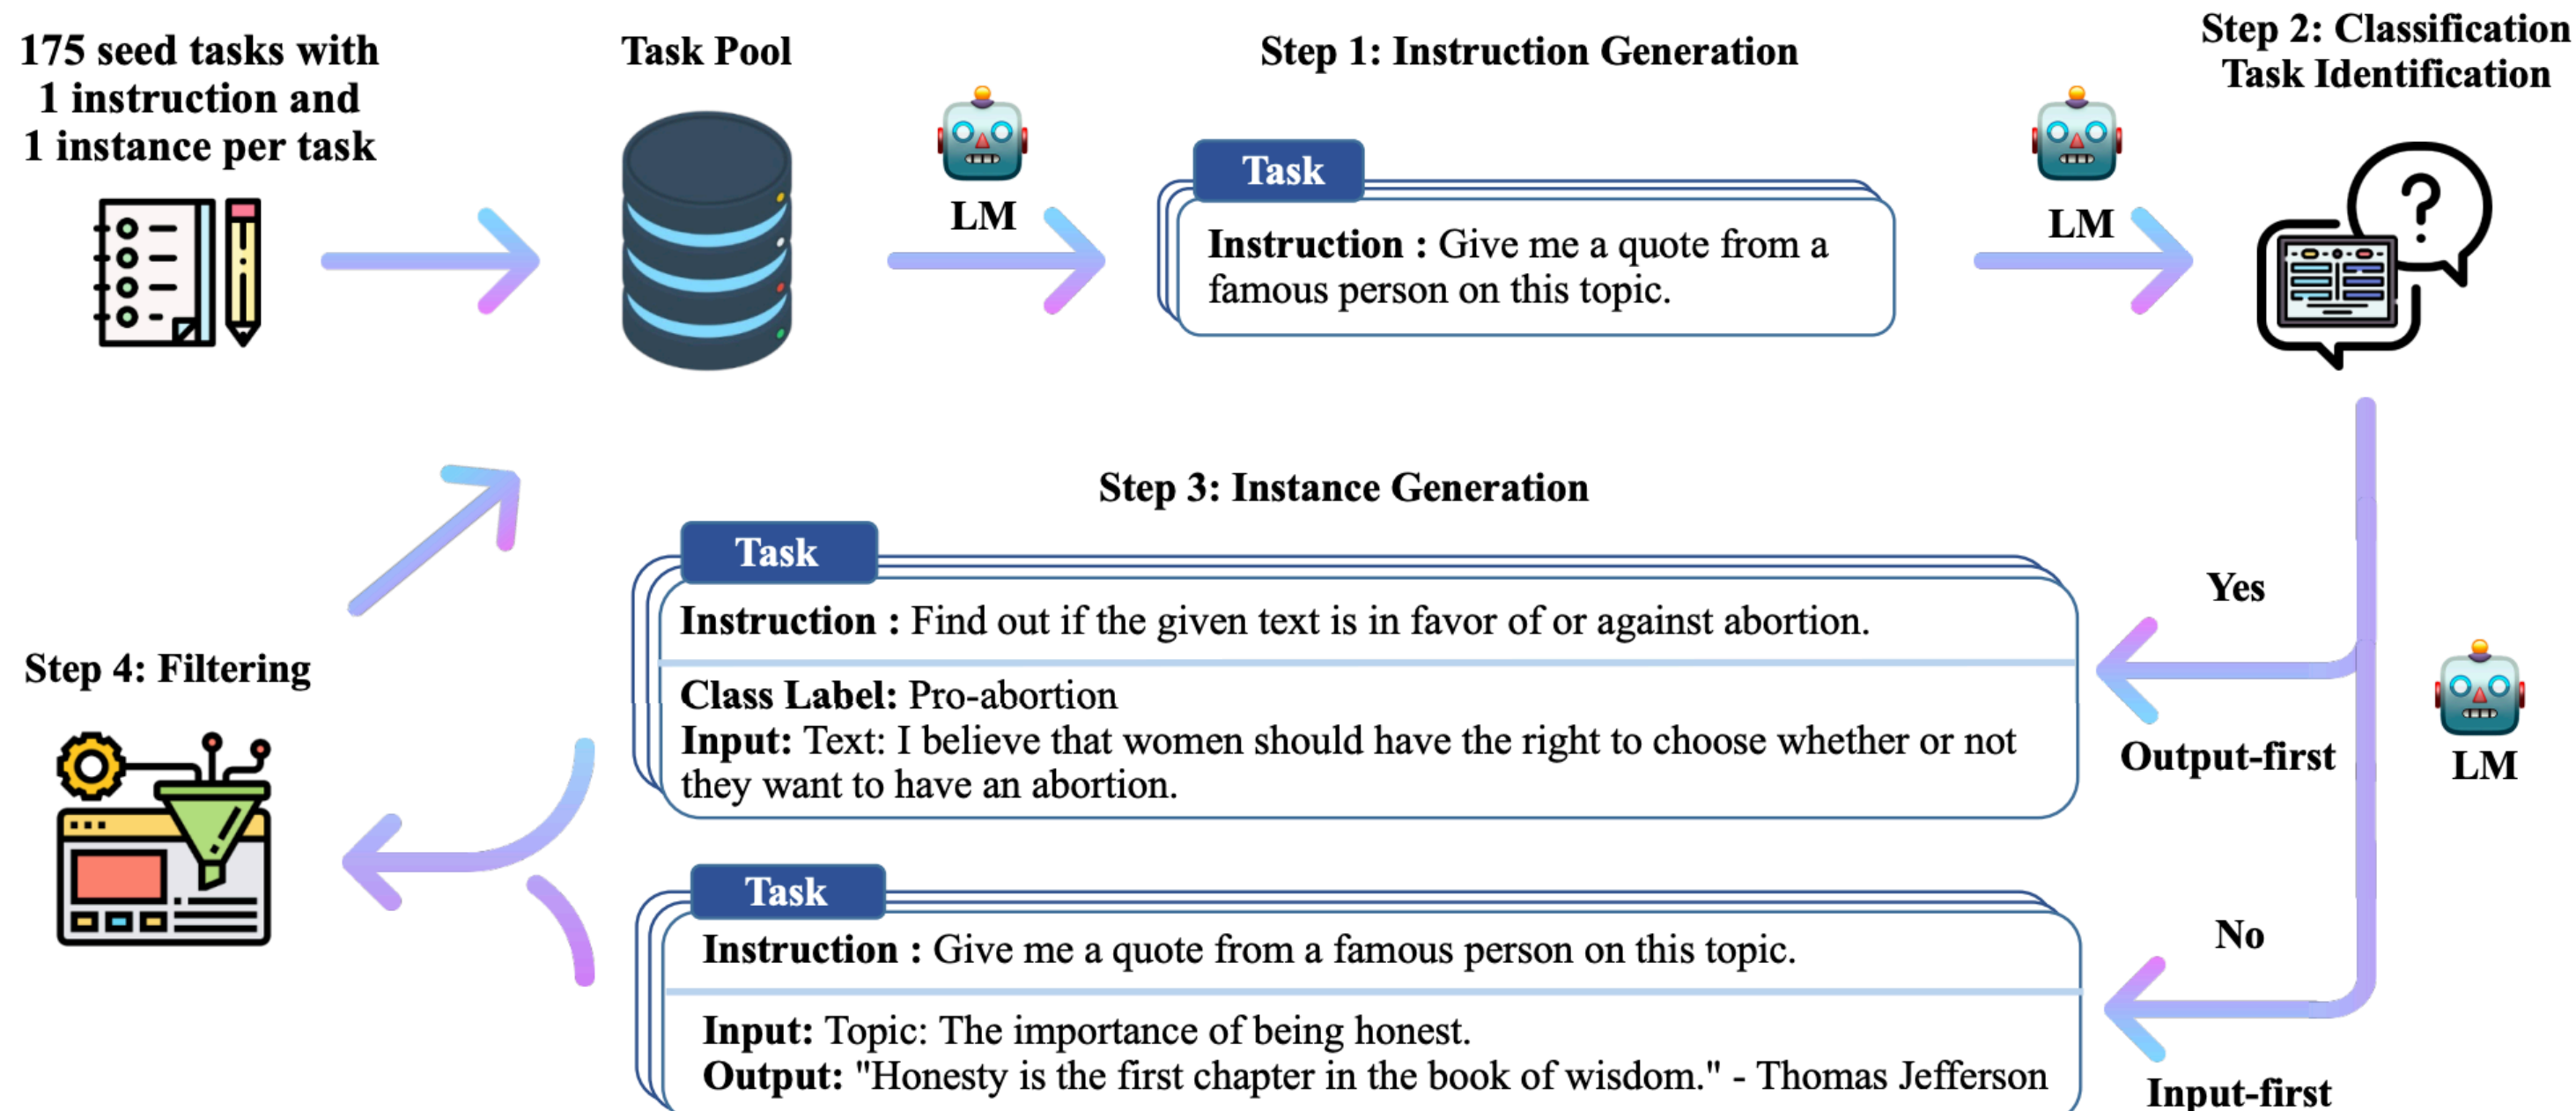 175 seed tasks with
1 instruction and
1 instance per task
Task Pool
LM
Step 1: Instruction Generation
Task
Instruction : Give me a quote from a
famous person on this topic.
LM
Step 2: Classification
Task Identification
Step 3: Instance Generation
Task
Instruction : Find out if the given text is in favor of or against abortion.
Class Label: Pro-abortion
Input: Text: I believe that women should have the right to choose whether or not
they want to have an abortion.
Yes
Output-first
LM
Task
Instruction : Give me a quote from a famous person on this topic.
Input: Topic: The importance of being honest.
Output: "Honesty is the first chapter in the book of wisdom." - Thomas Jefferson
No
Input-first
Step 4: Filtering